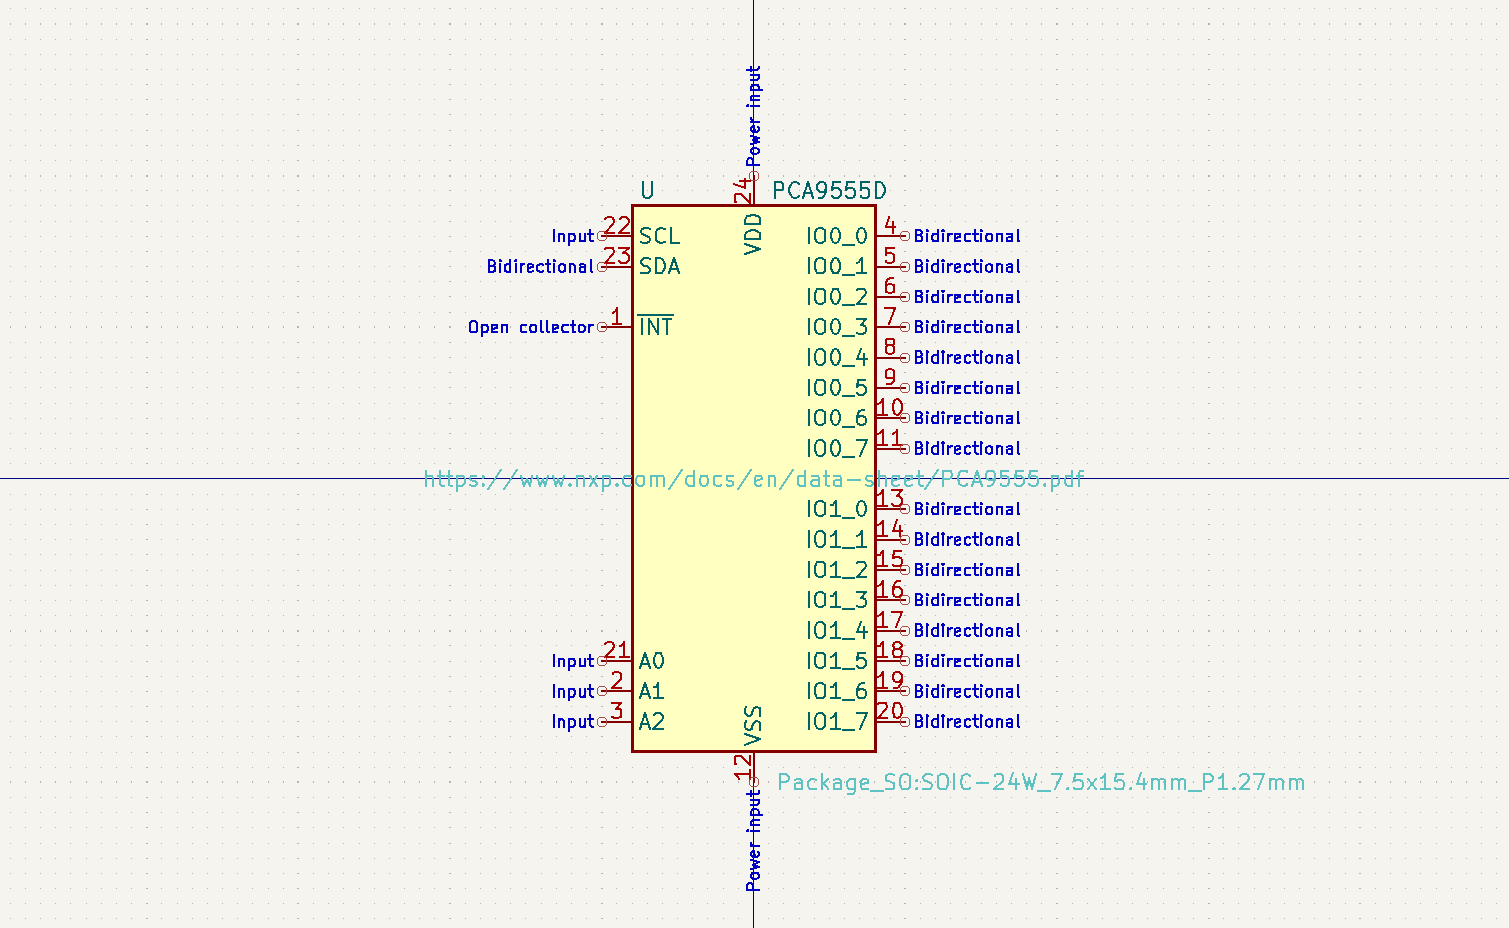 Power input
U
24
PCA9555D
VDD
Input 22 SCL
IO0_0 4 Bidirectional
Bidirectional 23 SDA
IO0_1 5 Bidirectional
IO0_2 6 Bidirectional
Open collector 1 INT
IO0_3 7 Bidirectional
IO0_4 8 Bidirectional
IO0_5 9 Bidirectional
IO0_6 10 Bidirectional
IO0_7 11 Bidirectional
https://www.nxp.com/docs/en/data-sheet/PCA9555.pdf
IO1_0 13 Bidirectional
IO1_1 14 Bidirectional
IO1_2 15 Bidirectional
IO1_3 16 Bidirectional
IO1_4 17 Bidirectional
Input 21 A0
IO1_5 18 Bidirectional
Input 2 A1
IO1_6 19 Bidirectional
Input 3 A2
IO1_7 20 Bidirectional
VSS
12
Package_SO:SOIC-24W_7.5x15.4mm_P1.27mm
Power input